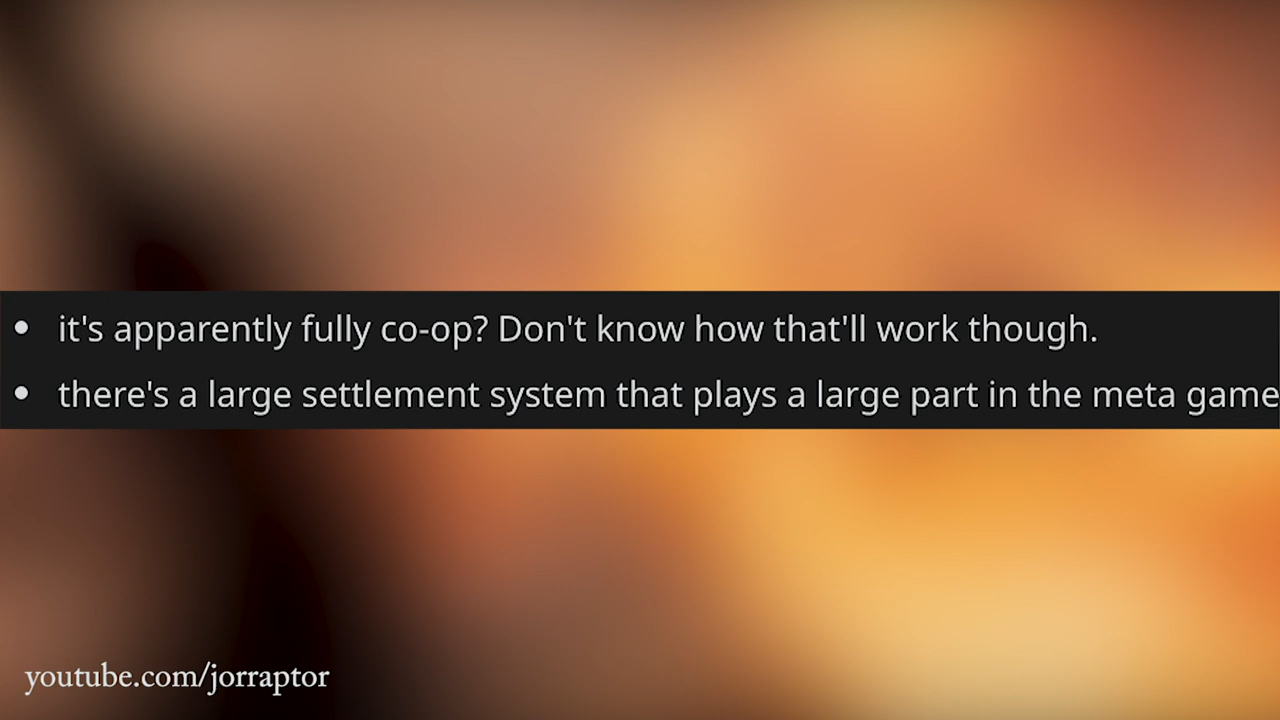 • it's apparently fully co-op? Don't know how that'll work though.
• there's a large settlement system that plays a large part in the meta game
youtube.com/jorraptor